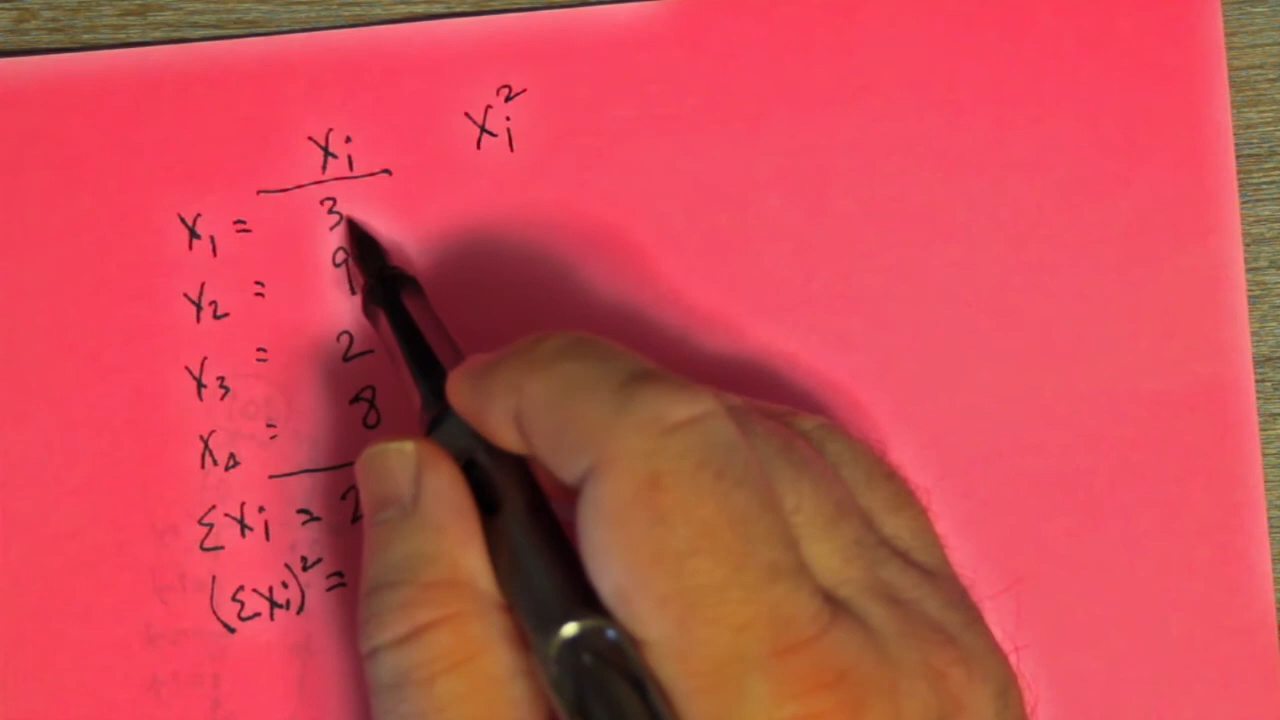 Xi Xi²
X₁ = 3
X₂ = 9
X₃ = 2
X₄ = 8
ΣXi = 2
(ΣXi)² =